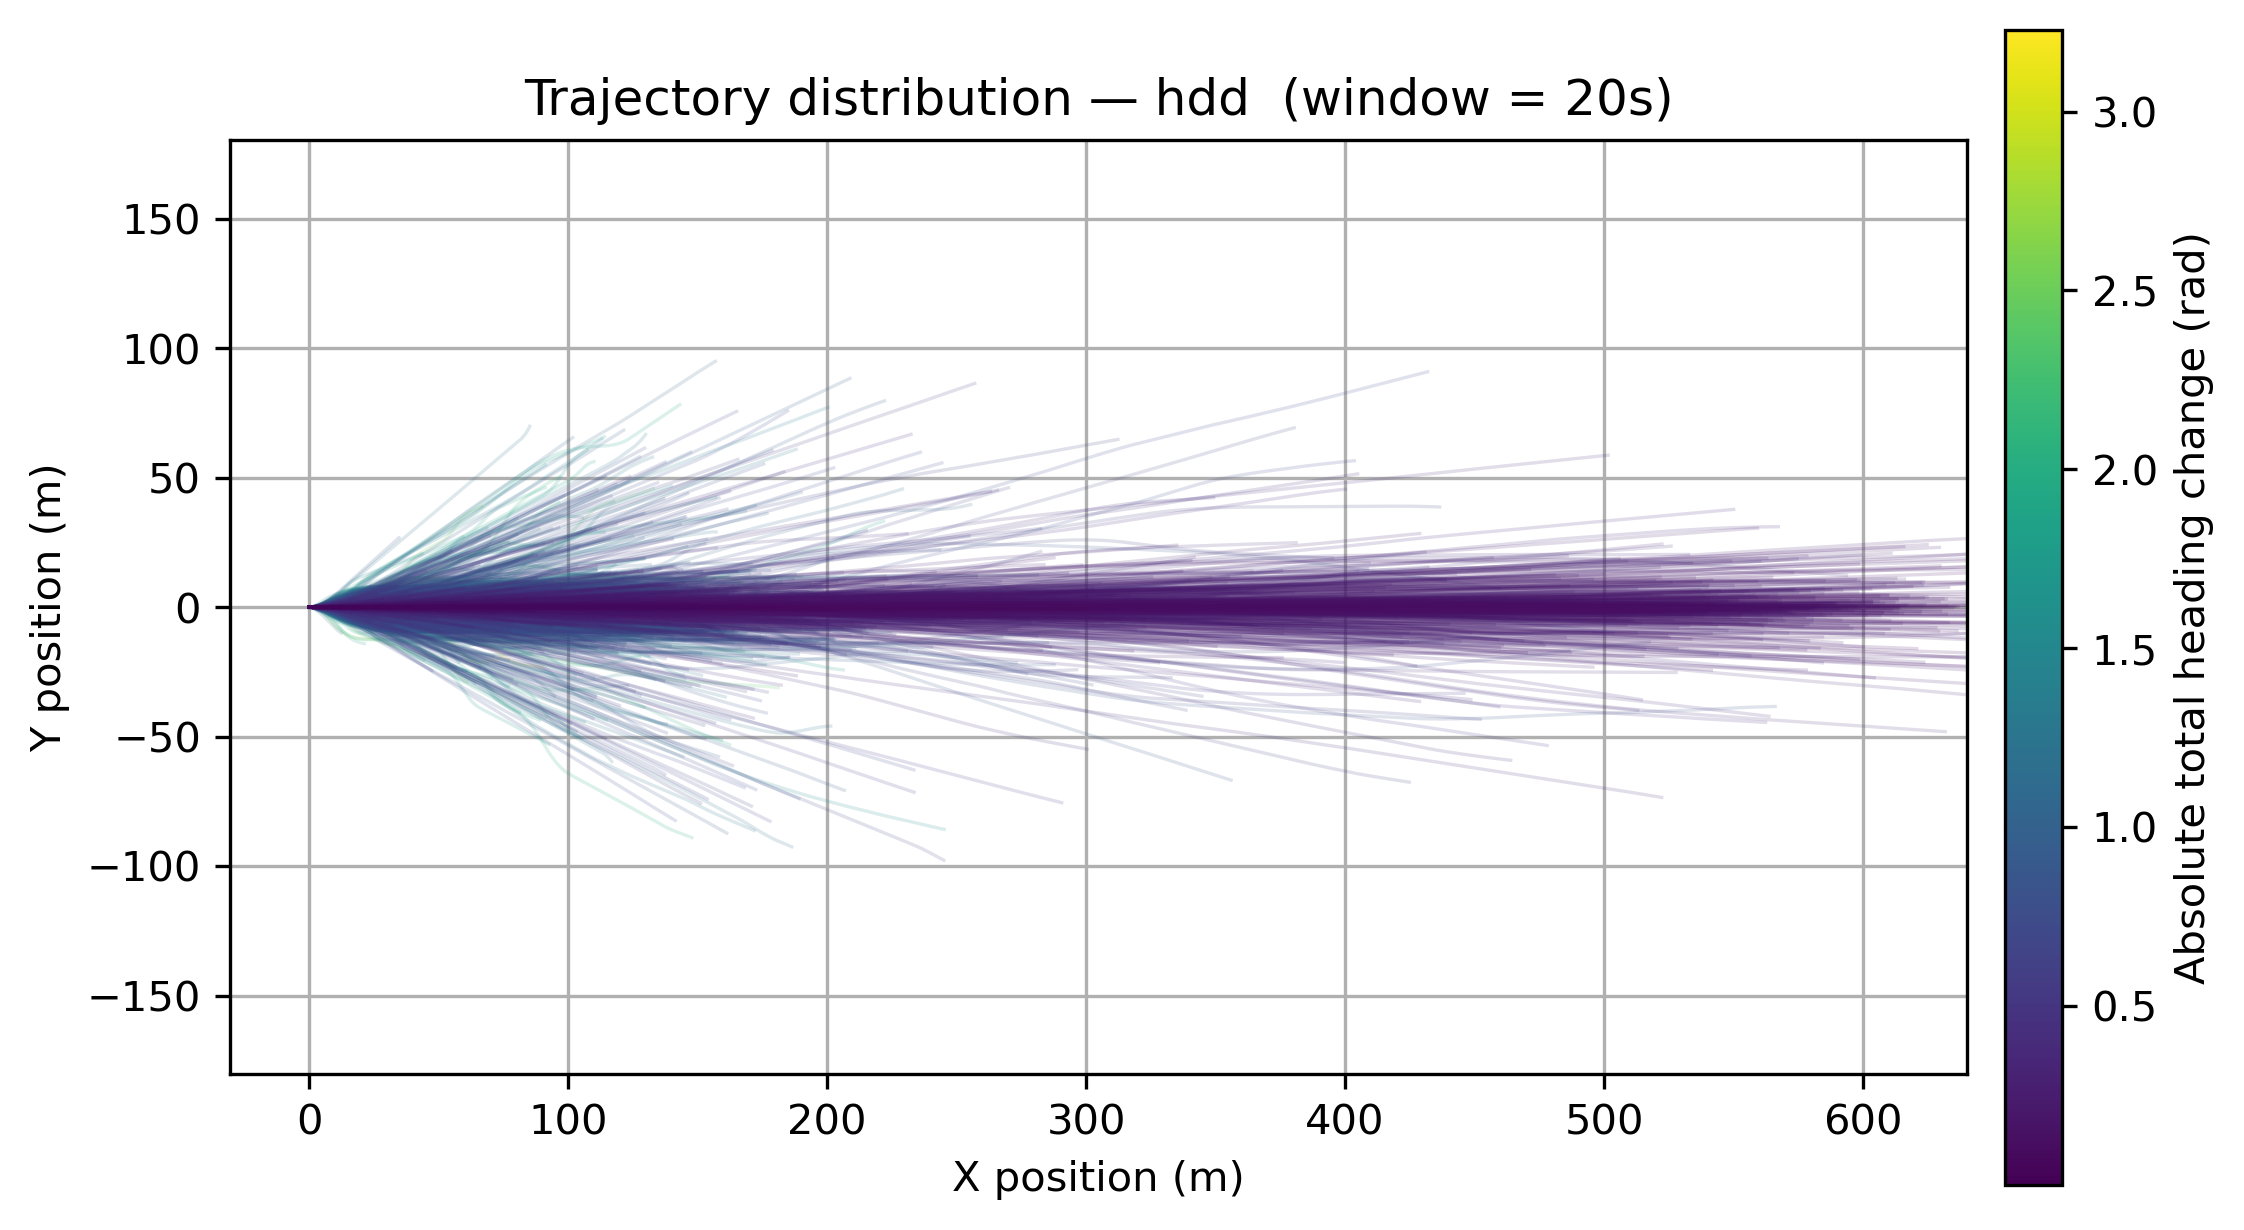 Trajectory distribution — hdd  (window = 20s)
Y position (m)
150
100
50
0
−50
−100
−150
0 100 200 300 400 500 600
X position (m)
3.0
2.5
2.0
1.5
1.0
0.5
Absolute total heading change (rad)